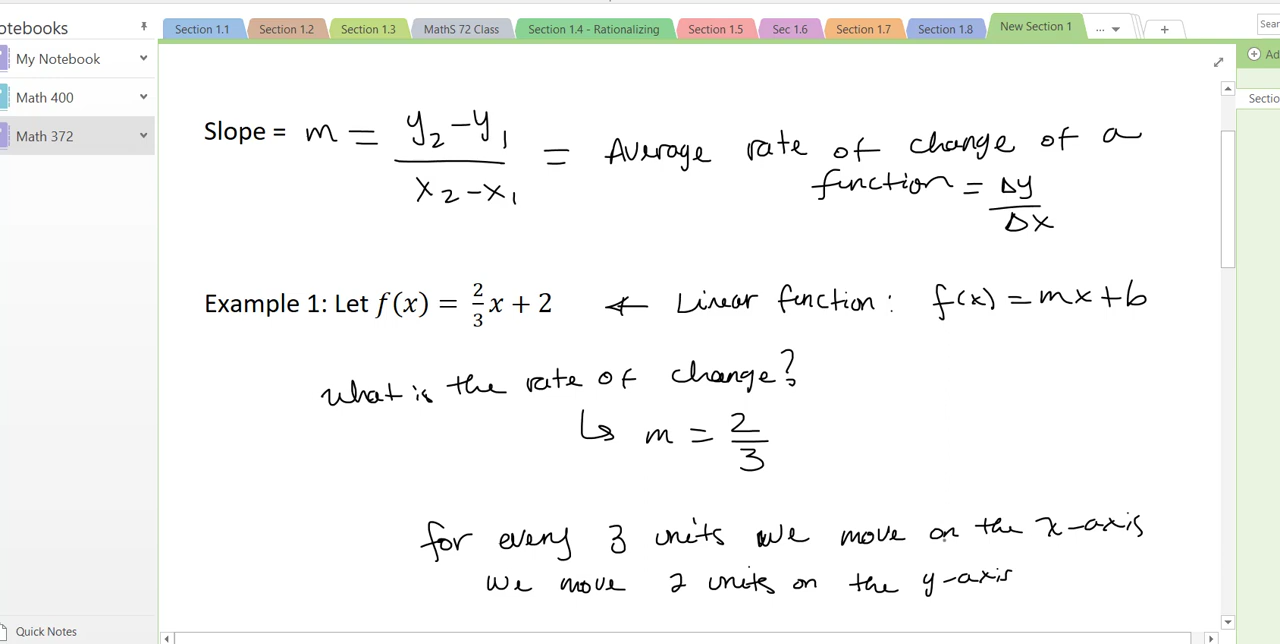 otebooks
Section 1.1
Section 1.2
Section 1.3
MathS 72 Class
Section 1.4 - Rationalizing
Section 1.5
Sec 1.6
Section 1.7
Section 1.8
New Section 1
...
+
Sear
My Notebook
Math 400
Math 372
Ad
Sectio
Slope = m = (y₂-y₁)/(x₂-x₁) = Average rate of change of a
function = Δy/Δx
Example 1: Let f(x) = 2/3 x + 2 ← Linear function: f(x) = mx+b
what is the rate of change?
↳ m = 2/3
for every 3 units we move on the x-axis
we move 2 units on the y-axis
Quick Notes